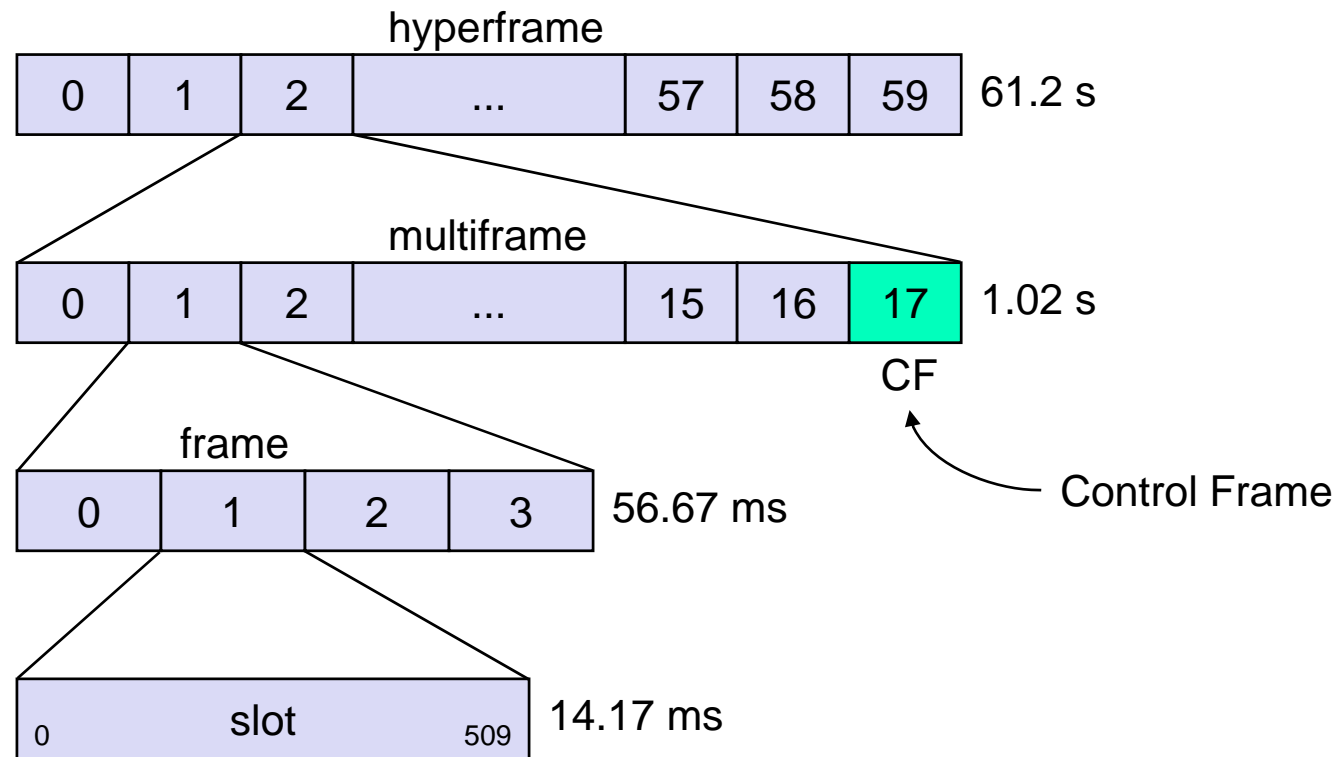 hyperframe
0 1 2 ... 57 58 59 61.2 s
multiframe
0 1 2 ... 15 16 17 1.02 s
CF
frame
0 1 2 3 56.67 ms
Control Frame
0 slot 509 14.17 ms